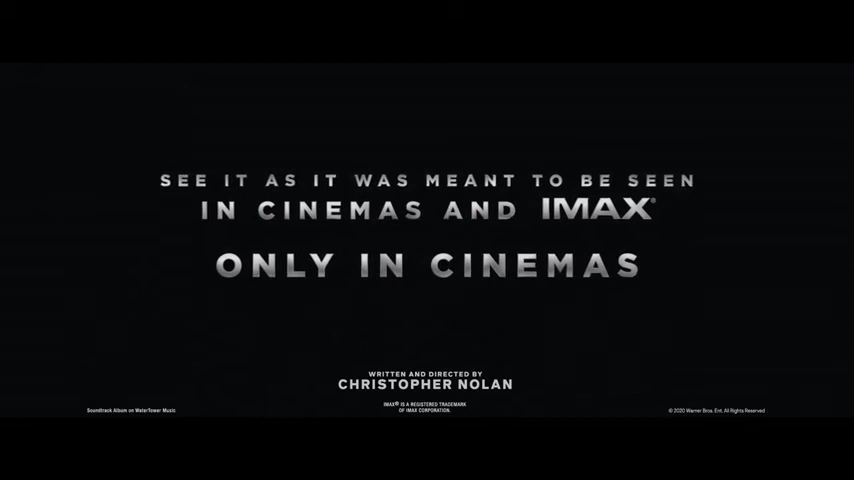 SEE IT AS IT WAS MEANT TO BE SEEN
IN CINEMAS AND IMAX®
ONLY IN CINEMAS
WRITTEN AND DIRECTED BY
CHRISTOPHER NOLAN
IMAX® IS A REGISTERED TRADEMARK
OF IMAX CORPORATION.
Soundtrack Album on WaterTower Music
© 2020 Warner Bros. Ent. All Rights Reserved